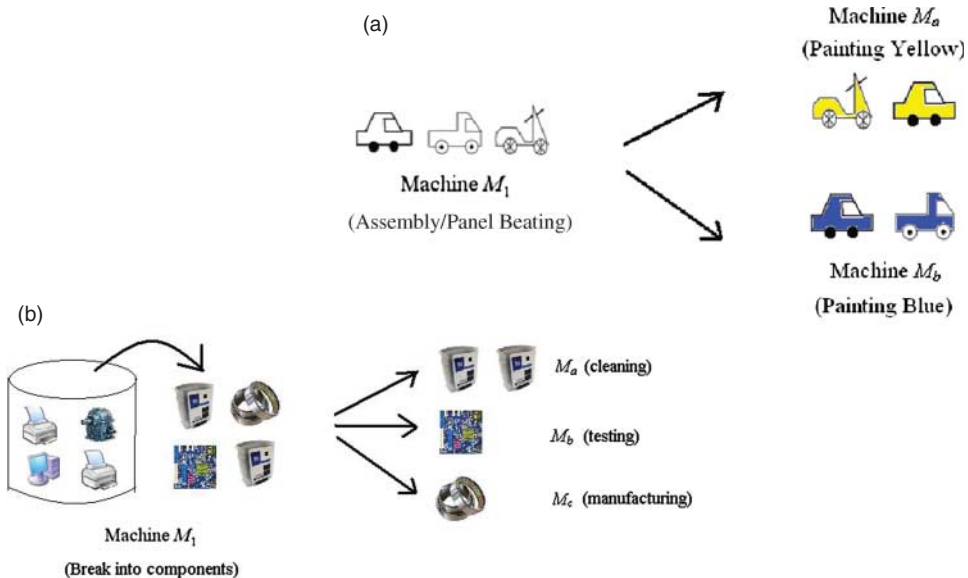 (a)
Machine M1
(Assembly/Panel Beating)
Machine Ma
(Painting Yellow)
Machine Mb
(Painting Blue)
(b)
Machine M1
(Break into components)
Ma (cleaning)
Mb (testing)
Mc (manufacturing)